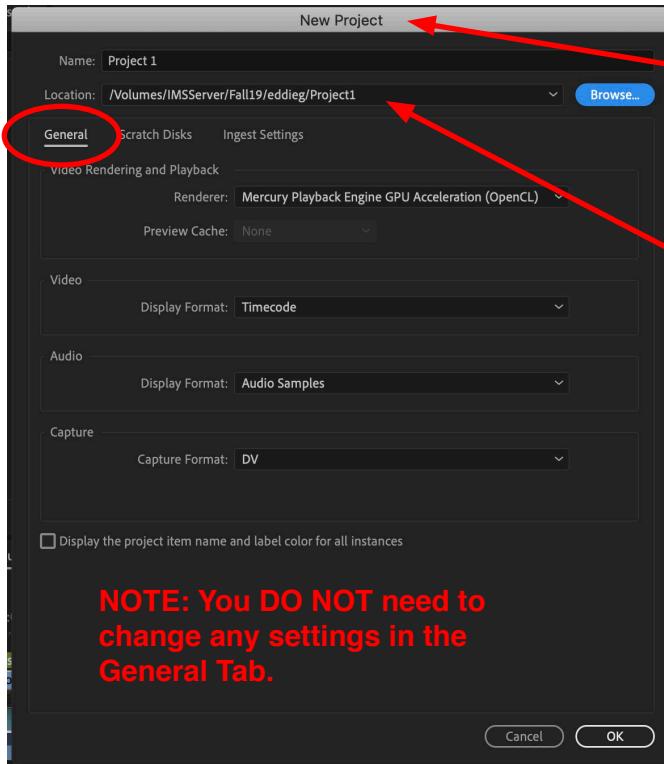 New Project
Name: Project 1
Location: /Volumes/IMSServer/Fall19/eddieg/Project1 Browse...
General Scratch Disks Ingest Settings
Video Rendering and Playback
Renderer: Mercury Playback Engine GPU Acceleration (OpenCL)
Preview Cache: None
Video
Display Format: Timecode
Audio
Display Format: Audio Samples
Capture
Capture Format: DV
Display the project item name and label color for all instances
NOTE: You DO NOT need to
change any settings in the
General Tab.
Cancel OK